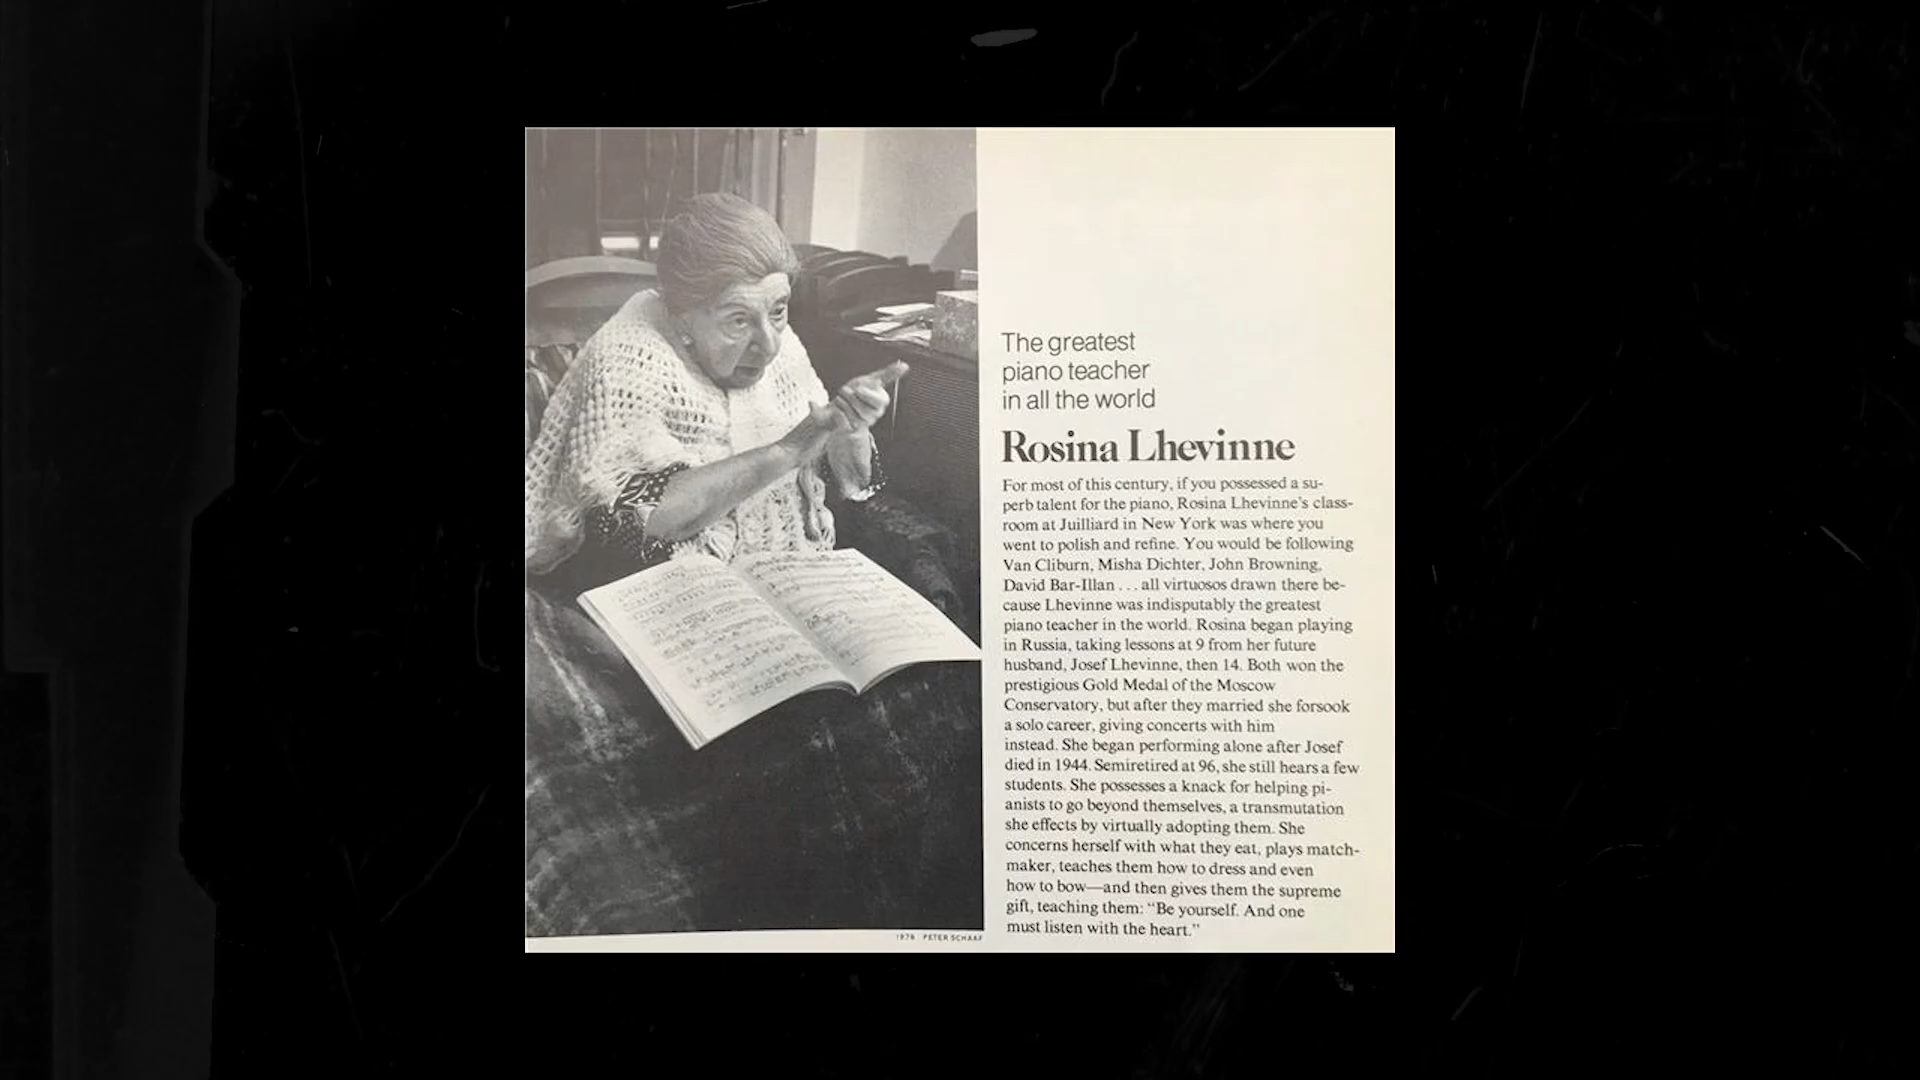 The greatest
piano teacher
in all the world
Rosina Lhevinne
For most of this century, if you possessed a su-
perb talent for the piano, Rosina Lhevinne's class-
room at Juilliard in New York was where you
went to polish and refine. You would be following
Van Cliburn, Misha Dichter, John Browning,
David Bar-Illan . . . all virtuosos drawn there be-
cause Lhevinne was indisputably the greatest
piano teacher in the world. Rosina began playing
in Russia, taking lessons at 9 from her future
husband, Josef Lhevinne, then 14. Both won the
prestigious Gold Medal of the Moscow
Conservatory, but after they married she forsook
a solo career, giving concerts with him
instead. She began performing alone after Josef
died in 1944. Semiretired at 96, she still hears a few
students. She possesses a knack for helping pi-
anists to go beyond themselves, a transmutation
she effects by virtually adopting them. She
concerns herself with what they eat, plays match-
maker, teaches them how to dress and even
how to bow—and then gives them the supreme
gift, teaching them: "Be yourself. And one
must listen with the heart."
1976 PETER SCHAAF